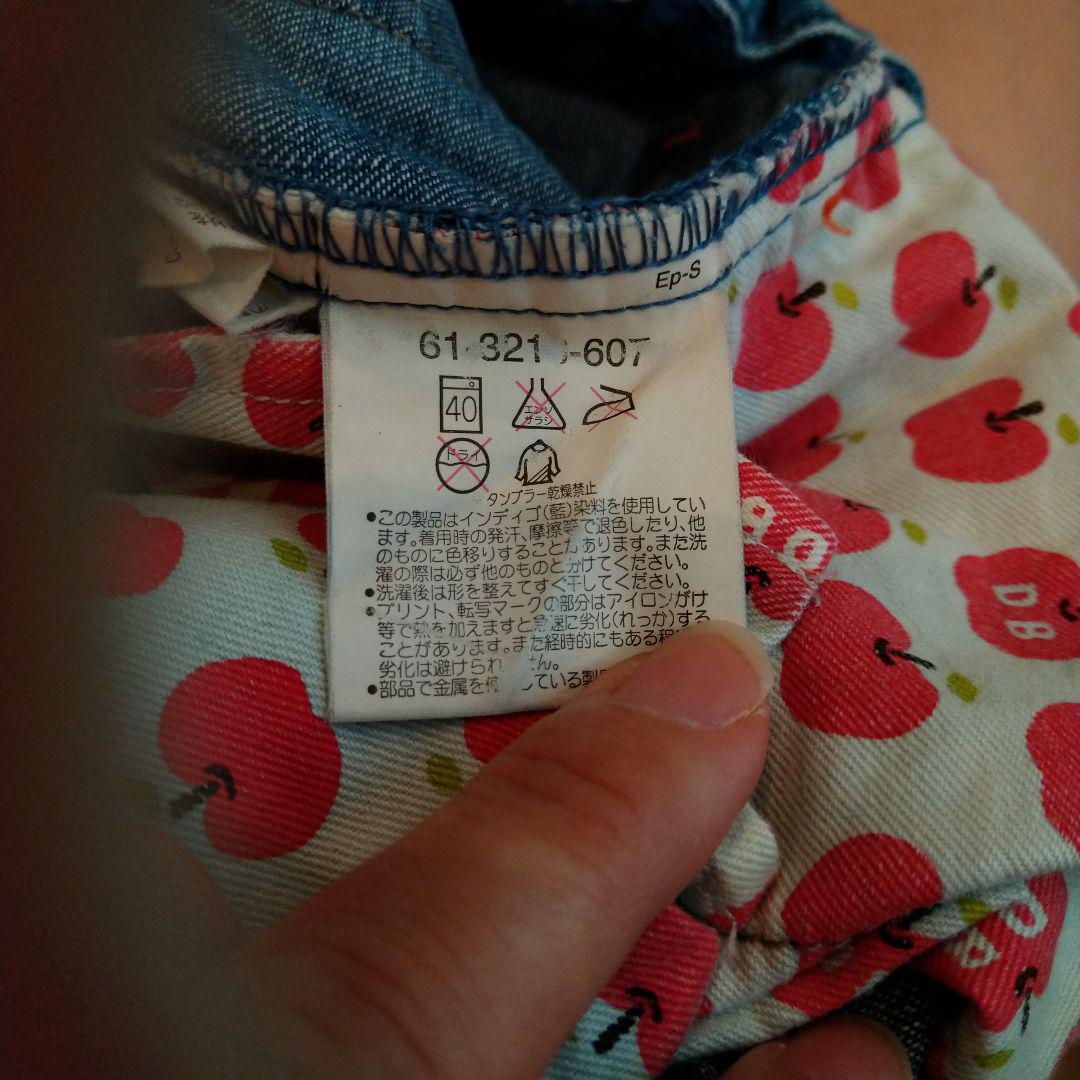 Ep-S
61 321 -607
40
エンソ
サラシ
ドライ
タンブラー乾燥禁止
●この製品はインディゴ(藍)染料を使用してい
ます。着用時の発汗、摩擦等で退色したり、他
のものに色移りすることがあります。また洗
濯の際は必ず他のものと分けてください。
●洗濯後は形を整えてすぐ干してください。
●プリント、転写マークの部分はアイロンがけ
等で熱を加えますと急速に劣化(れっか)する
ことがあります。また経時的にもある程
劣化は避けられ せん。
●部品で金属を使 している製
DB